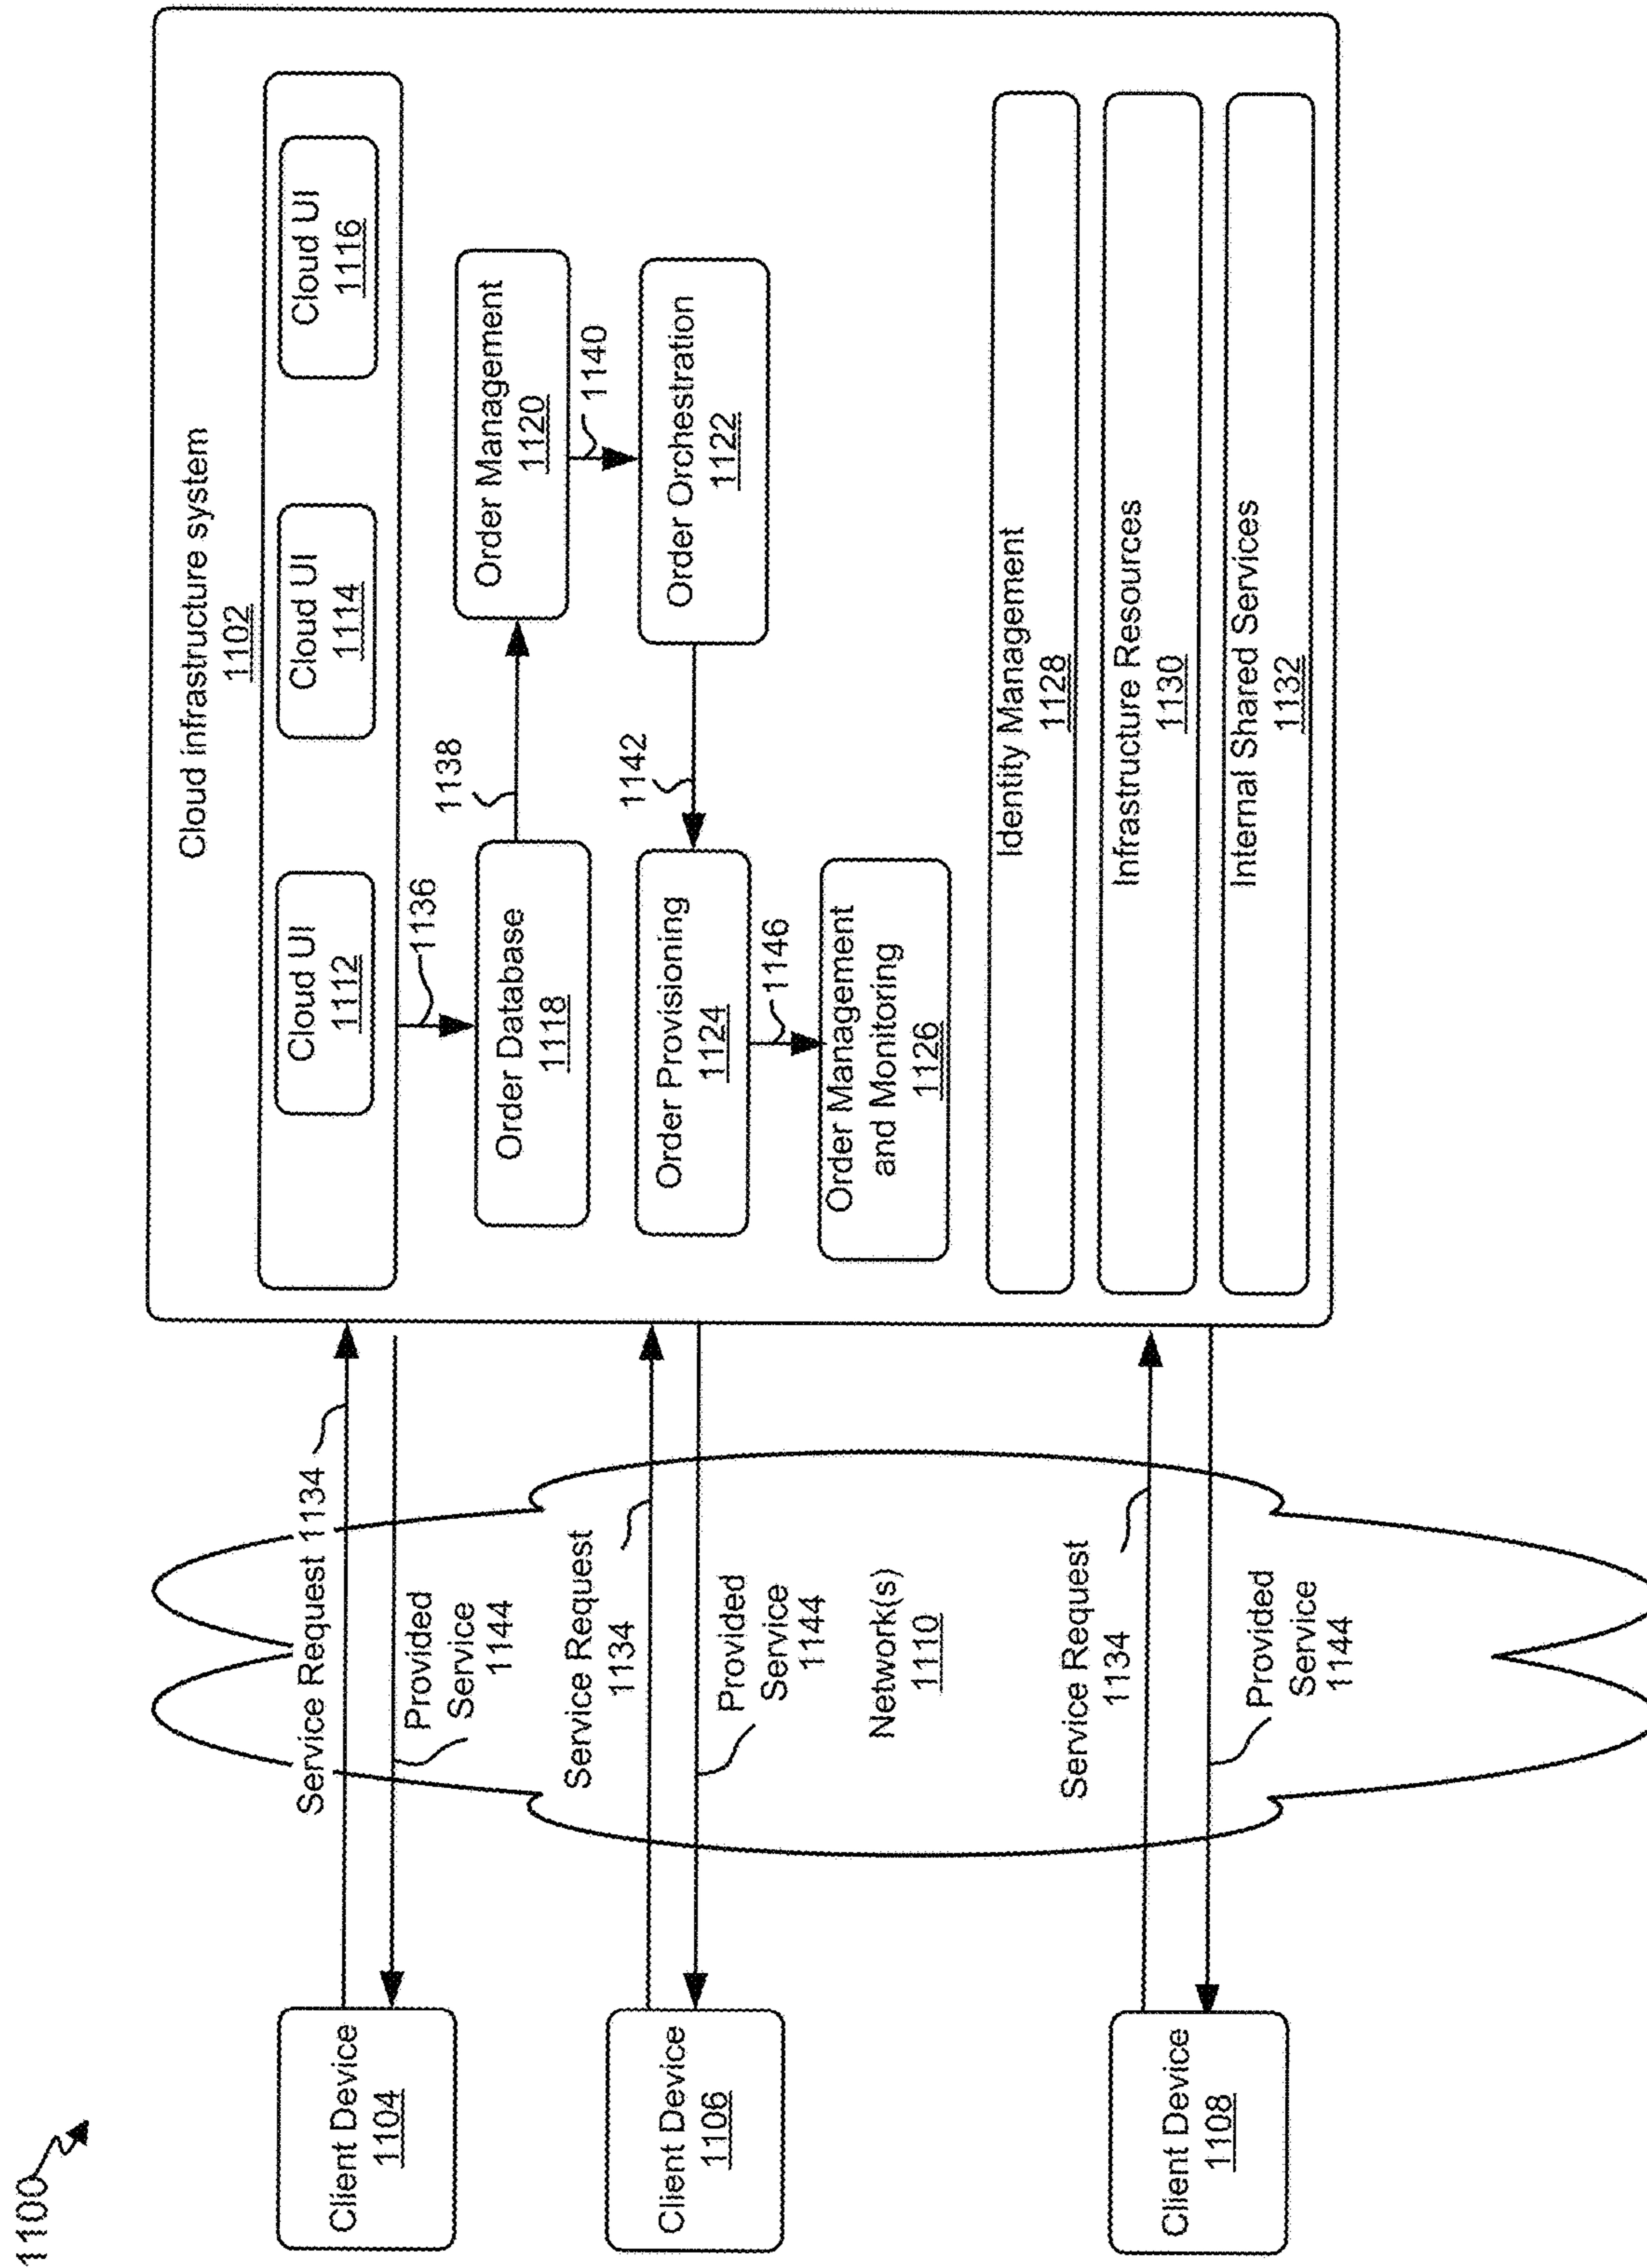 1100
Cloud infrastructure system
1102
Cloud UI
1112
Cloud UI
1114
Cloud UI
1116
1136
Order Database
1118
1138
Order Management
1120
1140
Order Orchestration
1122
1142
Order Provisioning
1124
1146
Order Management
and Monitoring
1126
Identity Management
1128
Infrastructure Resources
1130
Internal Shared Services
1132
Service Request 1134
Provided
Service
1144
Service Request
1134
Provided
Service
1144
Network(s)
1110
Service Request
1134
Provided
Service
1144
Client Device
1104
Client Device
1106
Client Device
1108